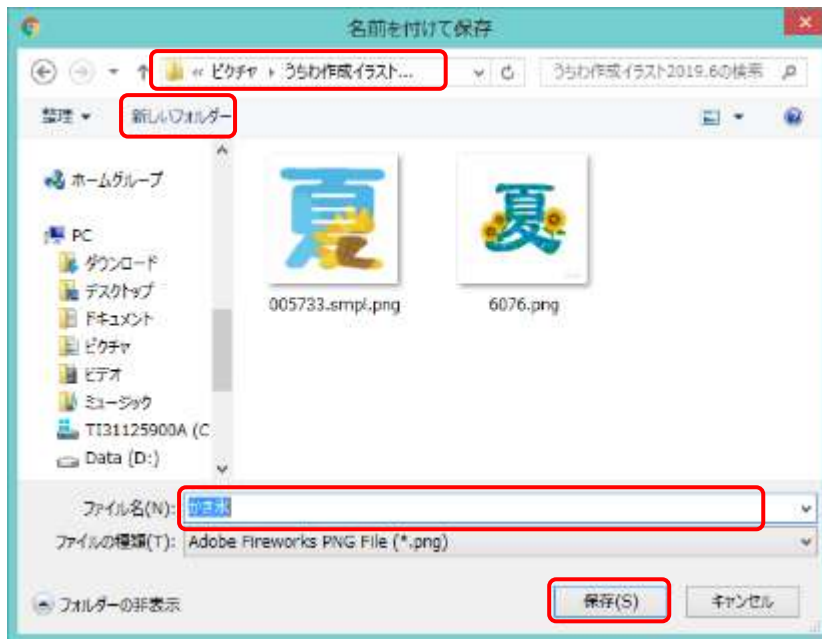 名前を付けて保存
« ピクチャ ▸ うちわ作成イラスト...
うちわ作成イラスト2019.6の検索
整理 新しいフォルダー
ホームグループ
PC
ダウンロード
デスクトップ
ドキュメント
ピクチャ
ビデオ
ミュージック
TI31125900A (C
Data (D:)
夏
005733.smpl.png
夏
6076.png
ファイル名(N): かき氷
ファイルの種類(T): Adobe Fireworks PNG File (*.png)
フォルダーの非表示
保存(S)
キャンセル